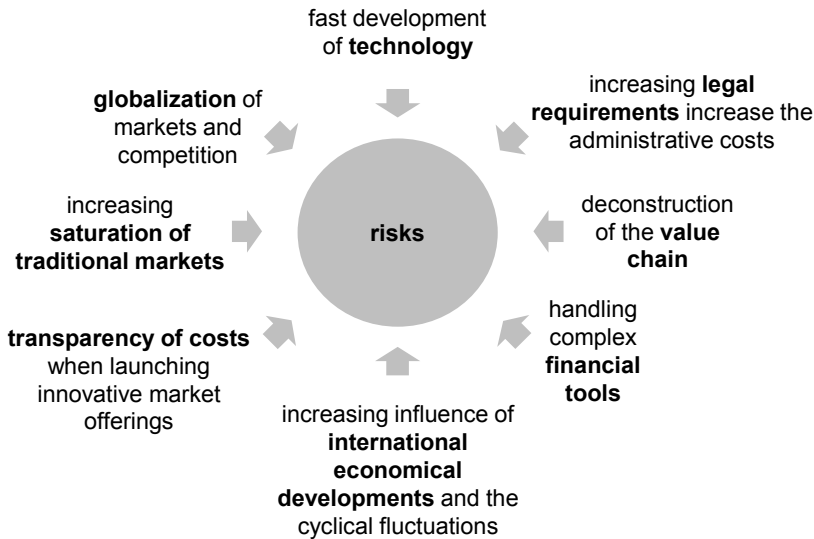 fast development
of technology
increasing legal
requirements increase the
administrative costs
deconstruction
of the value
chain
handling
complex
financial
tools
increasing influence of
international
economical
developments and the
cyclical fluctuations
transparency of costs
when launching
innovative market
offerings
increasing
saturation of
traditional markets
globalization of
markets and
competition
risks